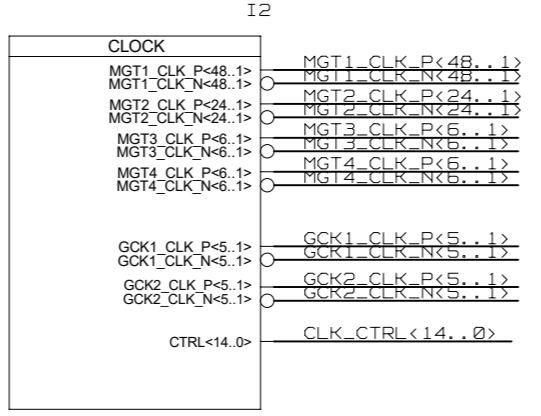 I2
CLOCK
MGT1_CLK_P<48..1> MGT1_CLK_P<48..1>
MGT1_CLK_N<48..1> MGT1_CLK_N<48..1>
MGT2_CLK_P<24..1> MGT2_CLK_P<24..1>
MGT2_CLK_N<24..1> MGT2_CLK_N<24..1>
MGT3_CLK_P<6..1> MGT3_CLK_P<6..1>
MGT3_CLK_N<6..1> MGT3_CLK_N<6..1>
MGT4_CLK_P<6..1> MGT4_CLK_P<6..1>
MGT4_CLK_N<6..1> MGT4_CLK_N<6..1>
GCK1_CLK_P<5..1> GCK1_CLK_P<5..1>
GCK1_CLK_N<5..1> GCK1_CLK_N<5..1>
GCK2_CLK_P<5..1> GCK2_CLK_P<5..1>
GCK2_CLK_N<5..1> GCK2_CLK_N<5..1>
CTRL<14..0> CLK_CTRL<14..0>